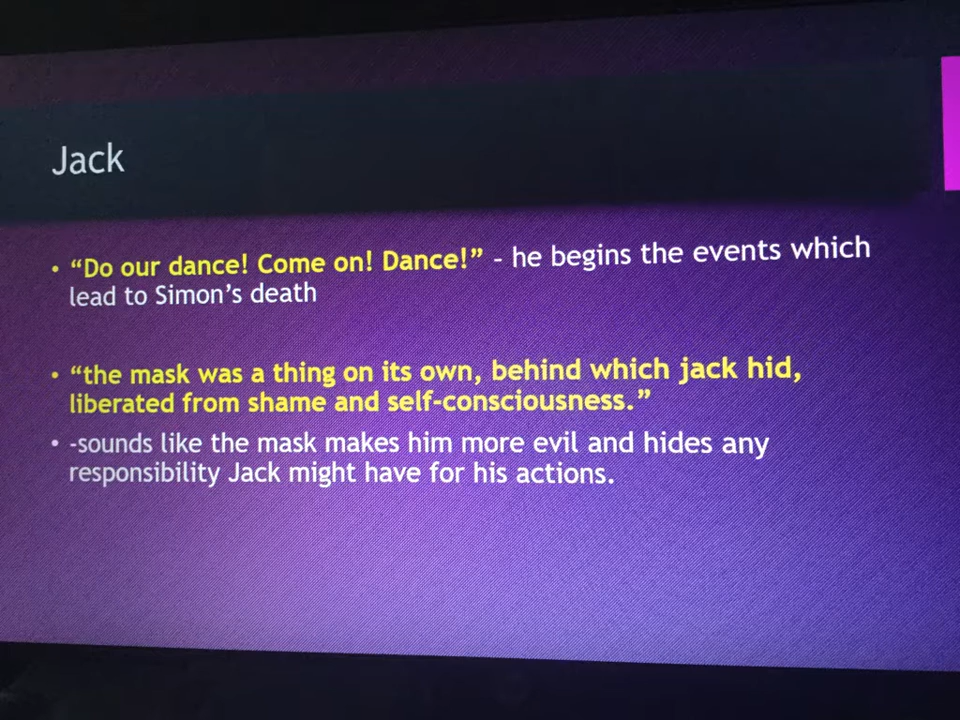 Jack
• “Do our dance! Come on! Dance!” – he begins the events which
lead to Simon’s death
• “the mask was a thing on its own, behind which jack hid,
liberated from shame and self-consciousness.”
• -sounds like the mask makes him more evil and hides any
responsibility Jack might have for his actions.